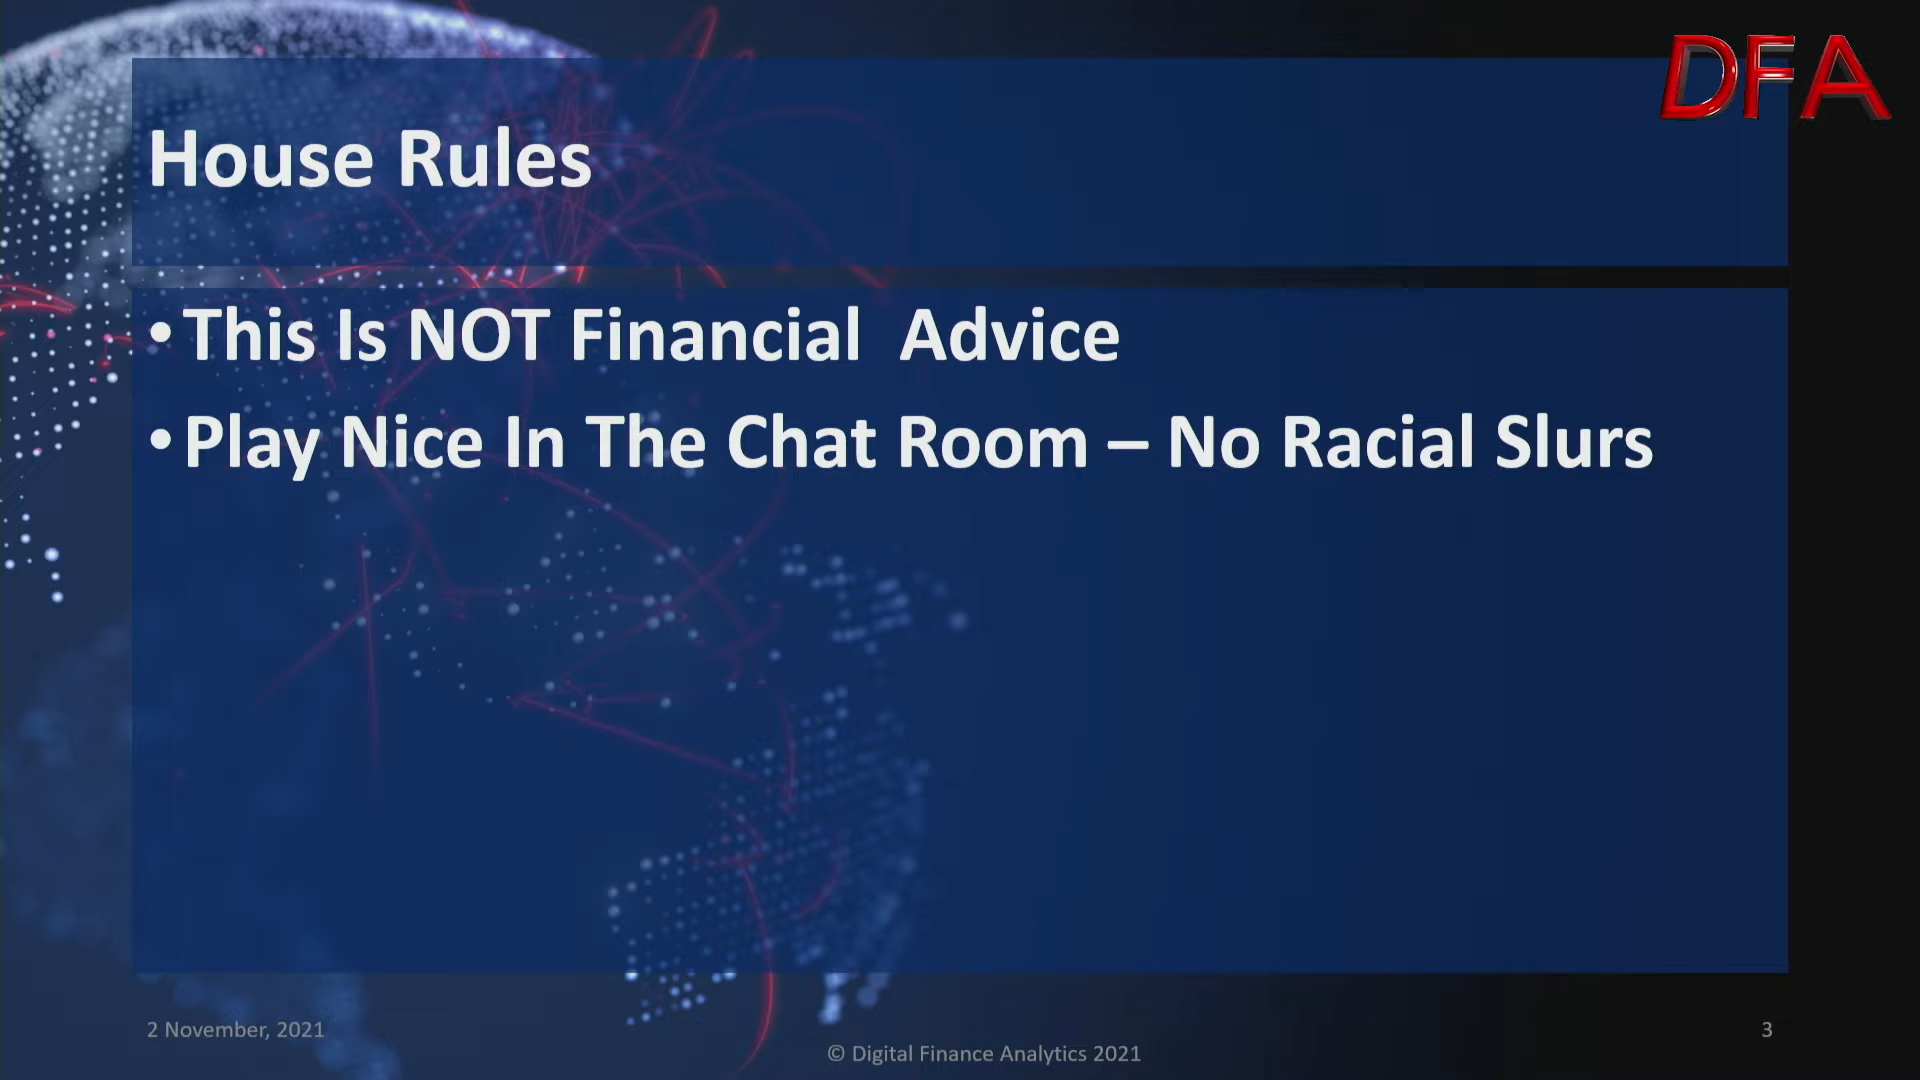 DFA
House Rules
• This Is NOT Financial  Advice
• Play Nice In The Chat Room – No Racial Slurs
2 November, 2021
3
© Digital Finance Analytics 2021